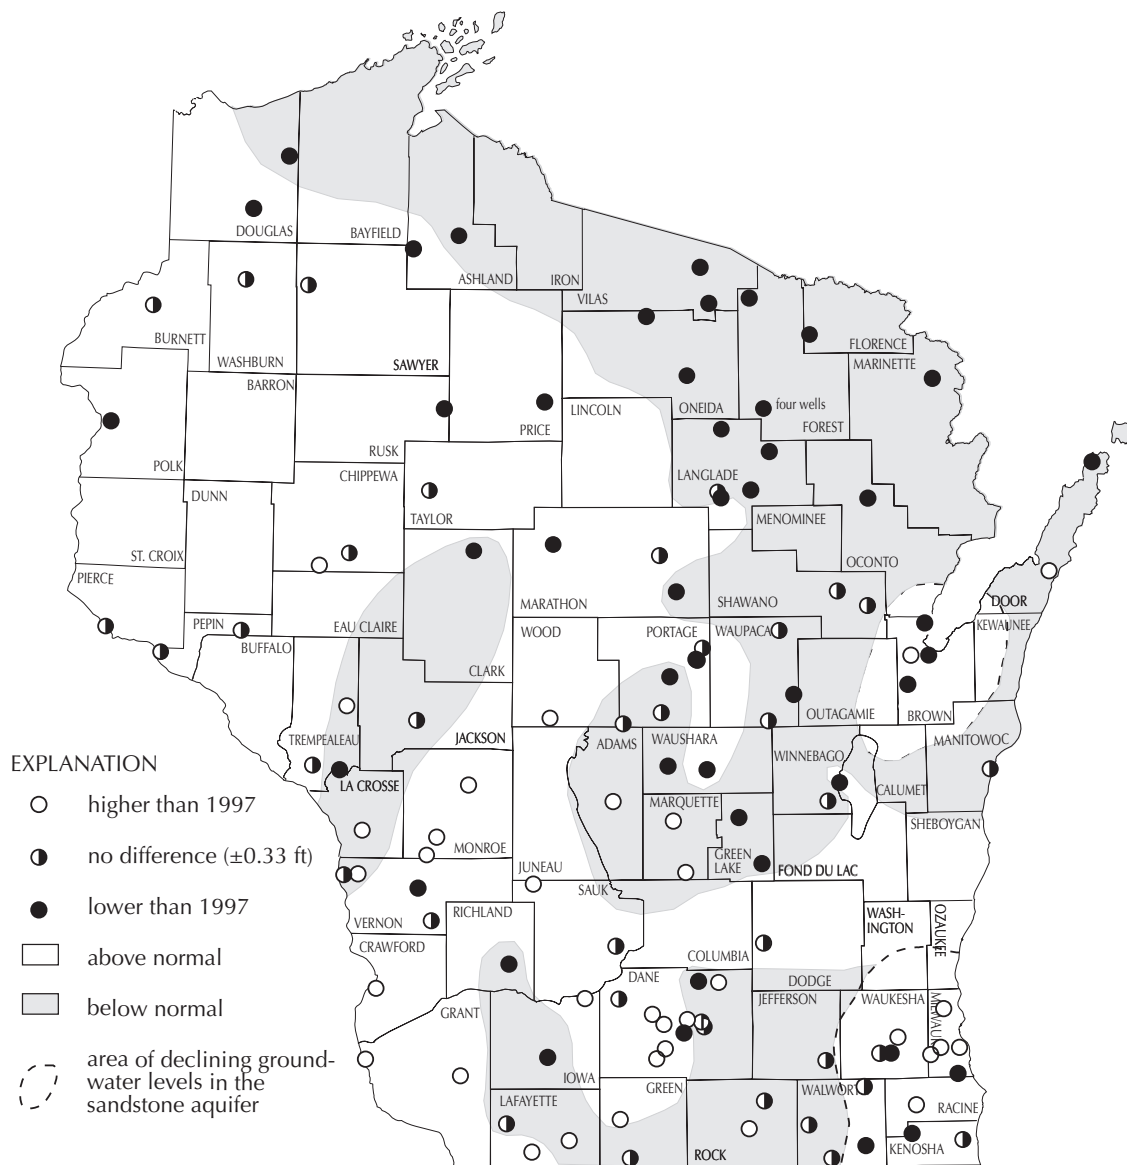 DOUGLAS
BAYFIELD
ASHLAND
IRON
VILAS
BURNETT
WASHBURN
SAWYER
FLORENCE
MARINETTE
BARRON
LINCOLN
ONEIDA
four wells
FOREST
PRICE
RUSK
POLK
CHIPPEWA
LANGLADE
DUNN
TAYLOR
MENOMINEE
ST. CROIX
OCONTO
PIERCE
MARATHON
SHAWANO
DOOR
PEPIN
EAU CLAIRE
WOOD
PORTAGE
WAUPACA
KEWAUNEE
BUFFALO
CLARK
OUTAGAMIE
BROWN
TREMPEALEAU
JACKSON
ADAMS
WAUSHARA
MANITOWOC
WINNEBAGO
EXPLANATION
higher than 1997
no difference (±0.33 ft)
lower than 1997
above normal
below normal
area of declining ground-
water levels in the
sandstone aquifer
LA CROSSE
CALUMET
MARQUETTE
SHEBOYGAN
MONROE
JUNEAU
GREEN
LAKE
FOND DU LAC
SAUK
VERNON
RICHLAND
WASH-
INGTON
OZAUKEE
CRAWFORD
COLUMBIA
DANE
DODGE
GRANT
JEFFERSON
WAUKESHA
IOWA
GREEN
LAFAYETTE
WALWORT
RACINE
ROCK
KENOSHA